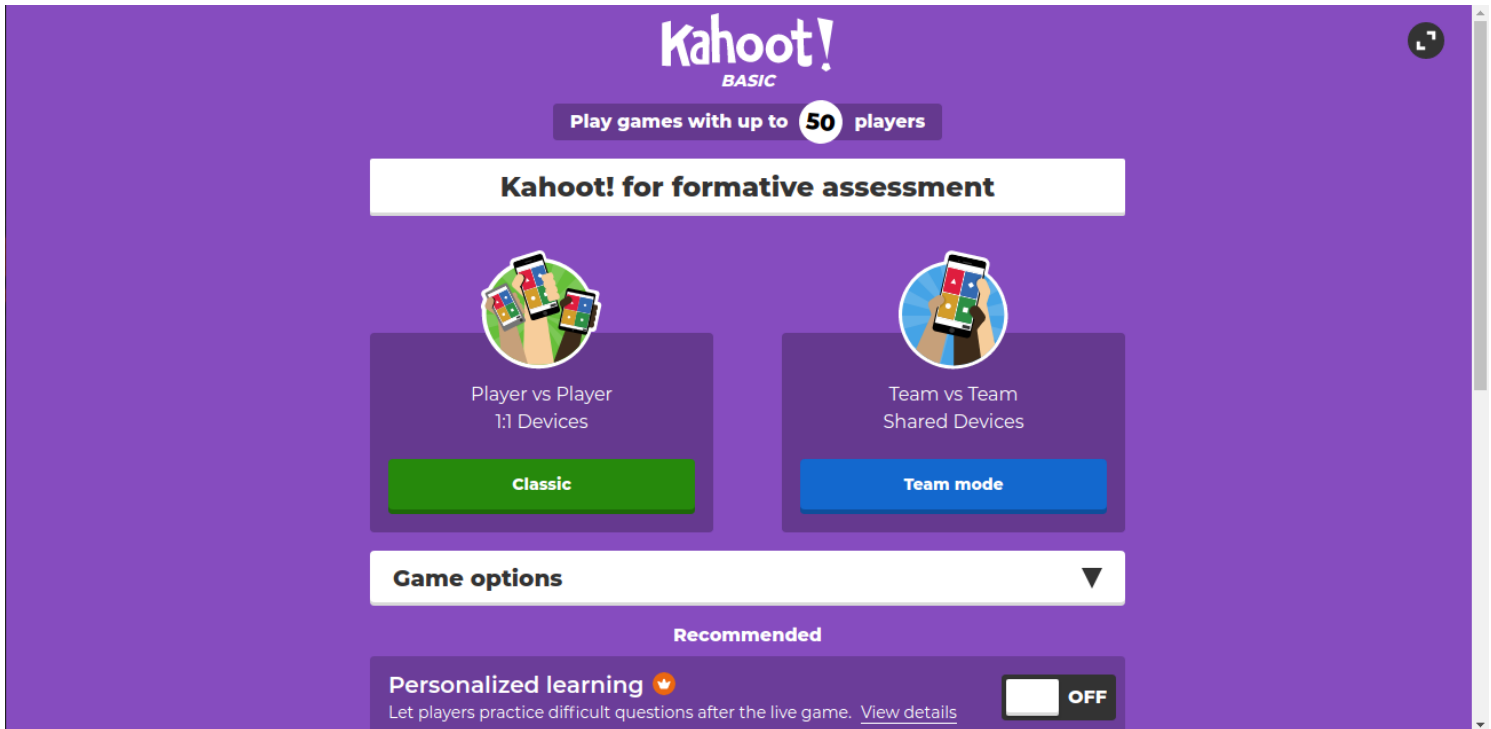 Kahoot!
BASIC
Play games with up to 50 players
Kahoot! for formative assessment
Player vs Player
1:1 Devices
Classic
Team vs Team
Shared Devices
Team mode
Game options
Recommended
Personalized learning
OFF
Let players practice difficult questions after the live game. View details